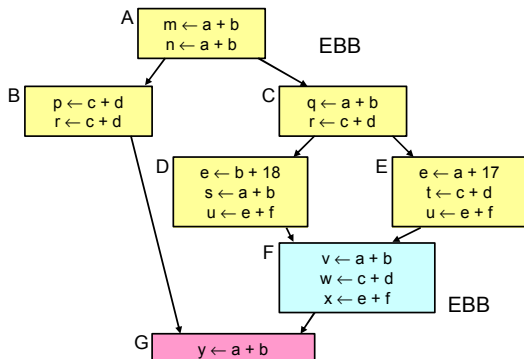 A
m ← a + b
n ← a + b
EBB
B
p ← c + d
r ← c + d
C
q ← a + b
r ← c + d
D
e ← b + 18
s ← a + b
u ← e + f
E
e ← a + 17
t ← c + d
u ← e + f
F
v ← a + b
w ← c + d
x ← e + f
EBB
G
y ← a + b